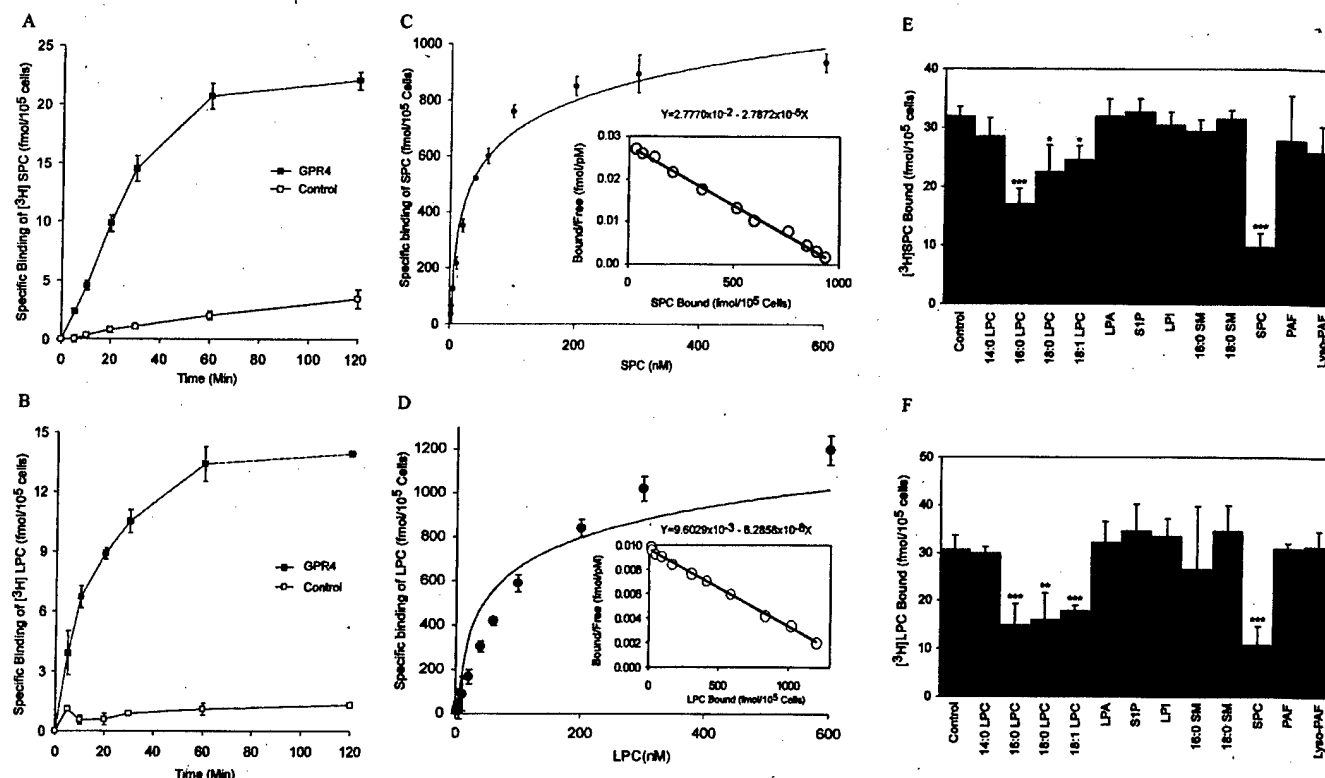 A
Specific Binding of [³H] SPC (fmol/10⁵ cells)
25
20
15
10
5
0
GPR4
Control
0 20 40 60 80 100 120
Time (Min)
B
Specific Binding of [³H] LPC (fmol/10⁵ cells)
15
12
9
6
3
0
GPR4
Control
0 20 40 60 80 100 120
Time (Min)
C
Specific binding of SPC (fmol/10⁵ Cells)
1000
800
600
400
200
0
0 200 400 600
SPC (nM)
Y=2.7770x10⁻² - 2.7872x10⁻⁵X
Bound/Free (fmol/pM)
0.03
0.02
0.01
0.00
0 500 1000
SPC Bound (fmol/10⁵ Cells)
D
Specific binding of LPC (fmol/10⁵ Cells)
1200
1000
800
600
400
200
0
0 200 400 600
LPC(nM)
Y=9.6029x10⁻³ - 6.2856x10⁻⁶X
Bound/Free (fmol/pM)
0.010
0.008
0.006
0.004
0.002
0.000
0 500 1000
LPC Bound (fmol/10⁵ Cells)
E
[³H]SPC Bound (fmol/10⁵ cells)
40
30
20
10
0
***
*
*
***
Control
14:0 LPC
16:0 LPC
18:0 LPC
18:1 LPC
LPA
S1P
LPI
16:0 SM
18:0 SM
SPC
PAF
Lyso-PAF
F
[³H]LPC Bound (fmol/10⁵ cells)
50
40
30
20
10
0
***
**
***
***
Control
14:0 LPC
16:0 LPC
18:0 LPC
18:1 LPC
LPA
S1P
LPI
16:0 SM
18:0 SM
SPC
PAF
Lyso-PAF